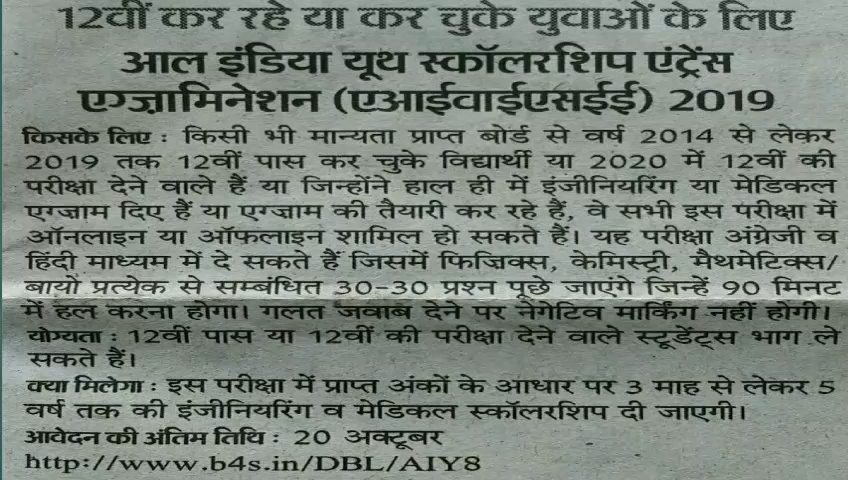 12वीं कर रहे या कर चुके युवाओं के लिए
आल इंडिया यूथ स्कॉलरशिप एंट्रेंस
एग्ज़ामिनेशन (एआईवाईएसईई) 2019
किसके लिए : किसी भी मान्यता प्राप्त बोर्ड से वर्ष 2014 से लेकर
2019 तक 12वीं पास कर चुके विद्यार्थी या 2020 में 12वीं की
परीक्षा देने वाले हैं या जिन्होंने हाल ही में इंजीनियरिंग या मेडिकल
एग्जाम दिए हैं या एग्जाम की तैयारी कर रहे हैं, वे सभी इस परीक्षा में
ऑनलाइन या ऑफलाइन शामिल हो सकते हैं। यह परीक्षा अंग्रेजी व
हिंदी माध्यम में दे सकते हैं जिसमें फिज़िक्स, केमिस्ट्री, मैथमेटिक्स/
बायो प्रत्येक से सम्बंधित 30-30 प्रश्न पूछे जाएंगे जिन्हें 90 मिनट
में हल करना होगा। गलत जवाब देने पर नेगेटिव मार्किंग नहीं होगी।
योग्यता : 12वीं पास या 12वीं की परीक्षा देने वाले स्टूडेंट्स भाग ले
सकते हैं।
क्या मिलेगा : इस परीक्षा में प्राप्त अंकों के आधार पर 3 माह से लेकर 5
वर्ष तक की इंजीनियरिंग व मेडिकल स्कॉलरशिप दी जाएगी।
आवेदन की अंतिम तिथि : 20 अक्टूबर
http://www.b4s.in/DBL/AIY8